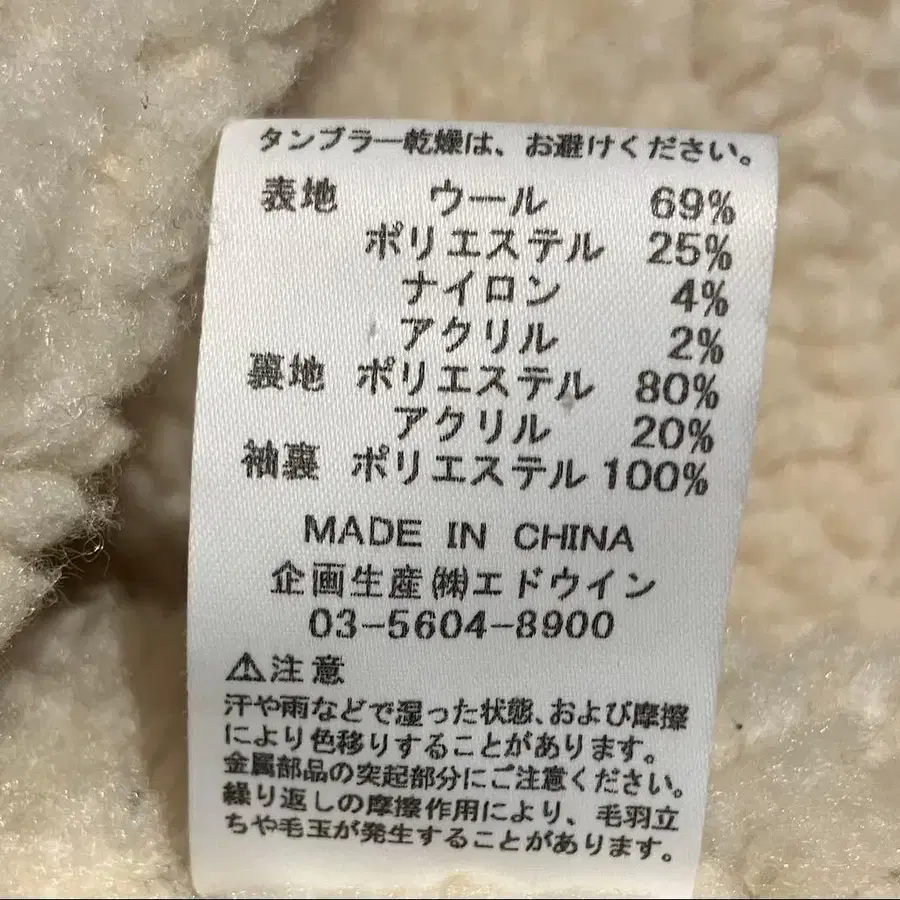 タンブラー乾燥は、お避けください。
表地 ウール 69%
ポリエステル 25%
ナイロン 4%
アクリル 2%
裏地 ポリエステル 80%
アクリル 20%
袖裏 ポリエステル 100%
MADE IN CHINA
企画生産㈱エドウイン
03-5604-8900
⚠注意
汗や雨などで湿った状態、および摩擦
により色移りすることがあります。
金属部品の突起部分にご注意ください。
繰り返しの摩擦作用により、毛羽立
ちや毛玉が発生することがあります。